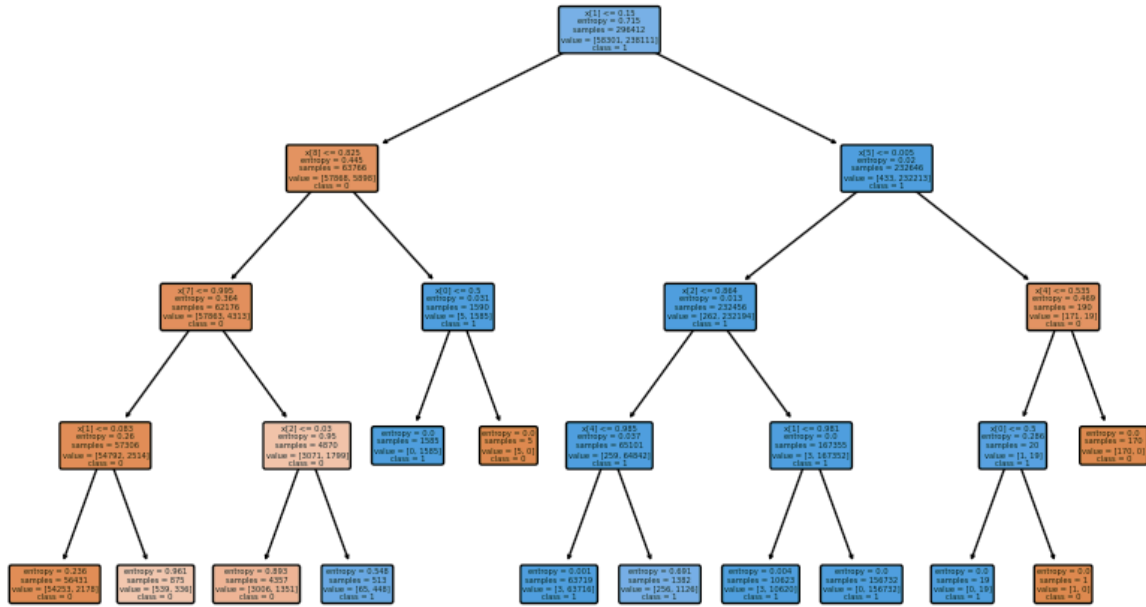 x[1] <= 0.15
entropy = 0.715
samples = 296412
value = [58301, 238111]
class = 1
x[8] <= 0.825
entropy = 0.445
samples = 63766
value = [57868, 5898]
class = 0
x[5] <= 0.005
entropy = 0.02
samples = 232646
value = [433, 232213]
class = 1
x[7] <= 0.995
entropy = 0.364
samples = 62176
value = [57863, 4313]
class = 0
x[0] <= 0.5
entropy = 0.031
samples = 1590
value = [5, 1585]
class = 1
x[2] <= 0.864
entropy = 0.013
samples = 232456
value = [262, 232194]
class = 1
x[4] <= 0.535
entropy = 0.469
samples = 190
value = [171, 19]
class = 0
x[1] <= 0.083
entropy = 0.26
samples = 57306
value = [54792, 2514]
class = 0
x[2] <= 0.03
entropy = 0.95
samples = 4870
value = [3071, 1799]
class = 0
entropy = 0.0
samples = 1585
value = [0, 1585]
class = 1
entropy = 0.0
samples = 5
value = [5, 0]
class = 0
x[4] <= 0.985
entropy = 0.037
samples = 65101
value = [259, 64842]
class = 1
x[1] <= 0.981
entropy = 0.0
samples = 167355
value = [3, 167352]
class = 1
x[0] <= 0.5
entropy = 0.286
samples = 20
value = [1, 19]
class = 1
entropy = 0.0
samples = 170
value = [170, 0]
class = 0
entropy = 0.236
samples = 56431
value = [54253, 2178]
class = 0
entropy = 0.961
samples = 875
value = [539, 336]
class = 0
entropy = 0.893
samples = 4357
value = [3006, 1351]
class = 0
entropy = 0.548
samples = 513
value = [65, 448]
class = 1
entropy = 0.001
samples = 63719
value = [3, 63716]
class = 1
entropy = 0.691
samples = 1382
value = [256, 1126]
class = 1
entropy = 0.004
samples = 10623
value = [3, 10620]
class = 1
entropy = 0.0
samples = 156732
value = [0, 156732]
class = 1
entropy = 0.0
samples = 19
value = [0, 19]
class = 1
entropy = 0.0
samples = 1
value = [1, 0]
class = 0